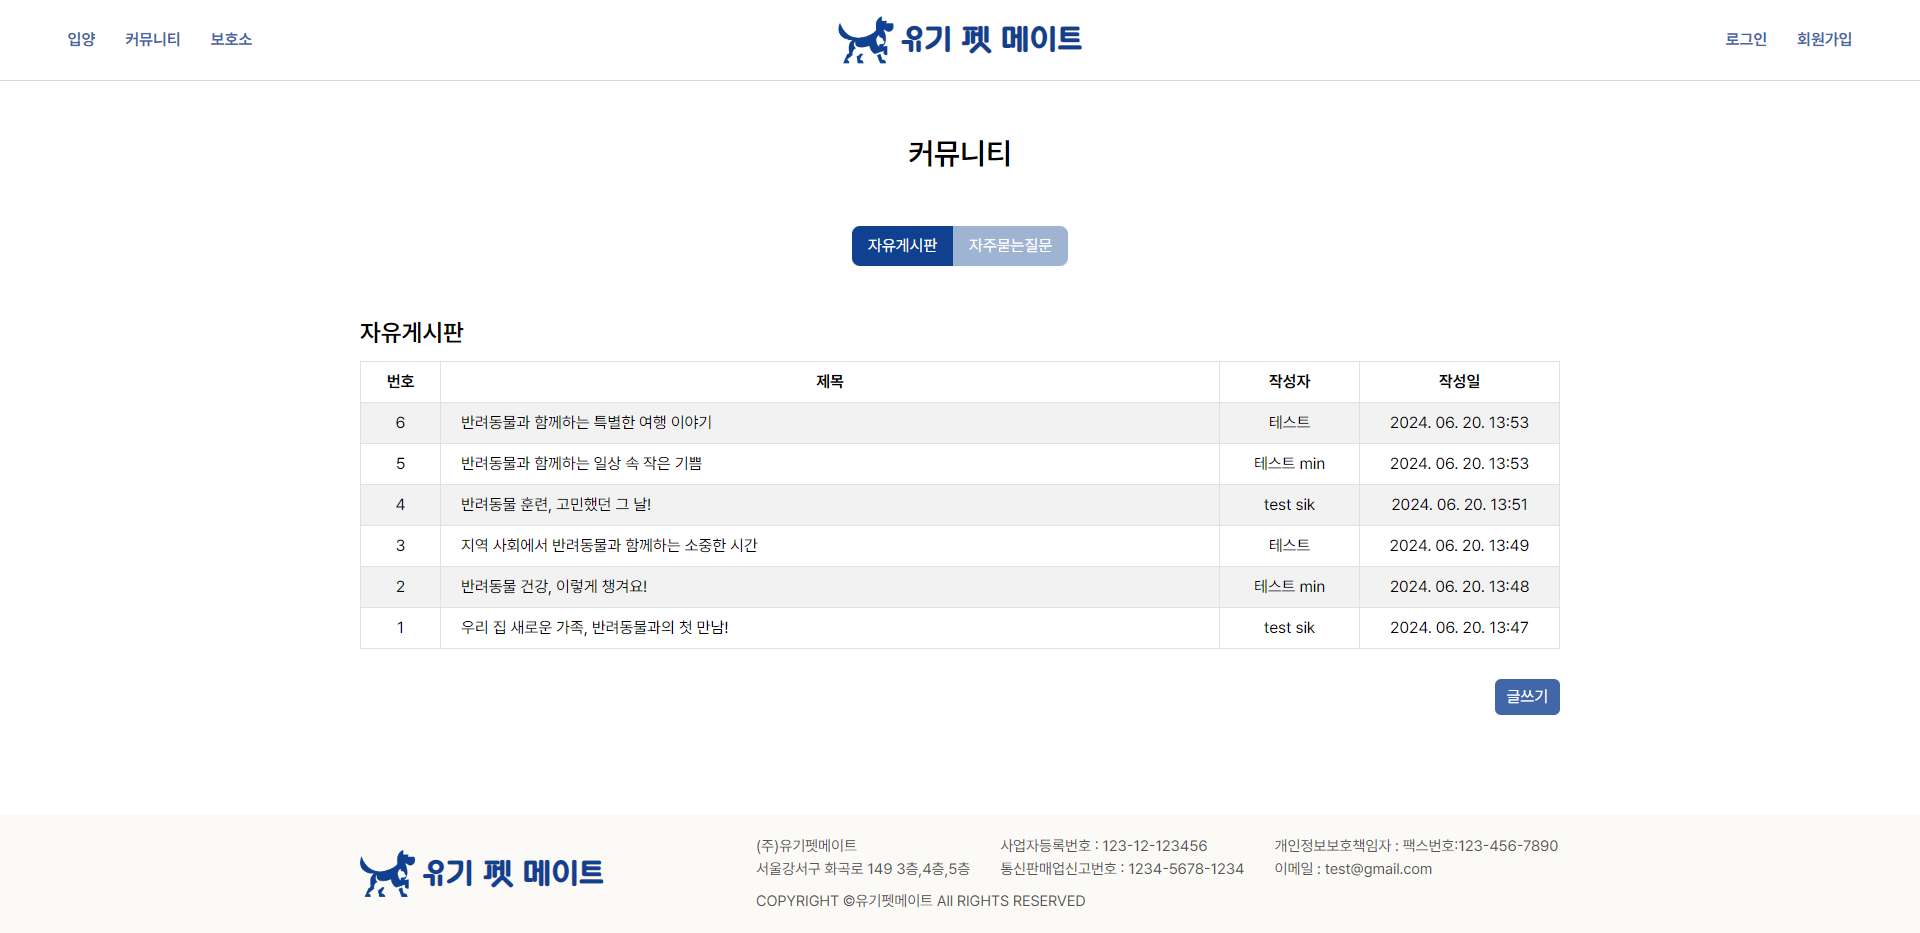 입양 커뮤니티 보호소 유기 펫 메이트 로그인 회원가입
커뮤니티
자유게시판 자주묻는질문
자유게시판
번호 제목 작성자 작성일
6 반려동물과 함께하는 특별한 여행 이야기 테스트 2024. 06. 20. 13:53
5 반려동물과 함께하는 일상 속 작은 기쁨 테스트 min 2024. 06. 20. 13:53
4 반려동물 훈련, 고민했던 그 날! test sik 2024. 06. 20. 13:51
3 지역 사회에서 반려동물과 함께하는 소중한 시간 테스트 2024. 06. 20. 13:49
2 반려동물 건강, 이렇게 챙겨요! 테스트 min 2024. 06. 20. 13:48
1 우리 집 새로운 가족, 반려동물과의 첫 만남! test sik 2024. 06. 20. 13:47
글쓰기
유기 펫 메이트
(주)유기펫메이트 사업자등록번호 : 123-12-123456 개인정보보호책임자 : 팩스번호:123-456-7890
서울강서구 화곡로 149 3층,4층,5층 통신판매업신고번호 : 1234-5678-1234 이메일 : test@gmail.com
COPYRIGHT ©유기펫메이트 All RIGHTS RESERVED